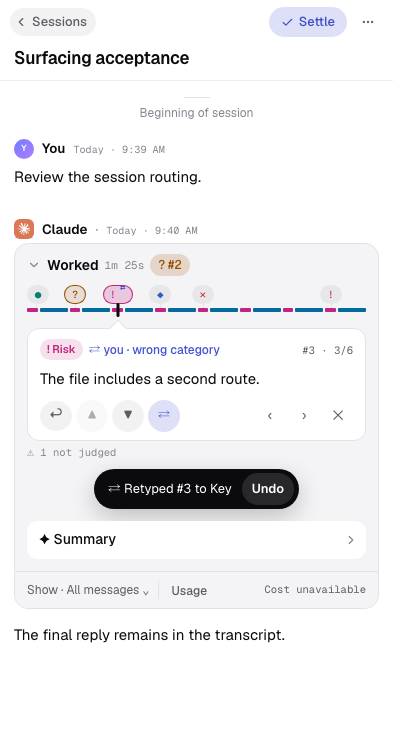 Sessions
Settle
Surfacing acceptance
Beginning of session
Y You Today · 9:39 AM
Review the session routing.
Claude · Today · 9:40 AM
Worked 1m 25s ? #2
? ! ⇄ ◆ × !
! Risk ⇄ you · wrong category #3 · 3/6
The file includes a second route.
⚠ 1 not judged
⇄ Retyped #3 to Key Undo
✦ Summary
Show · All messages Usage Cost unavailable
The final reply remains in the transcript.